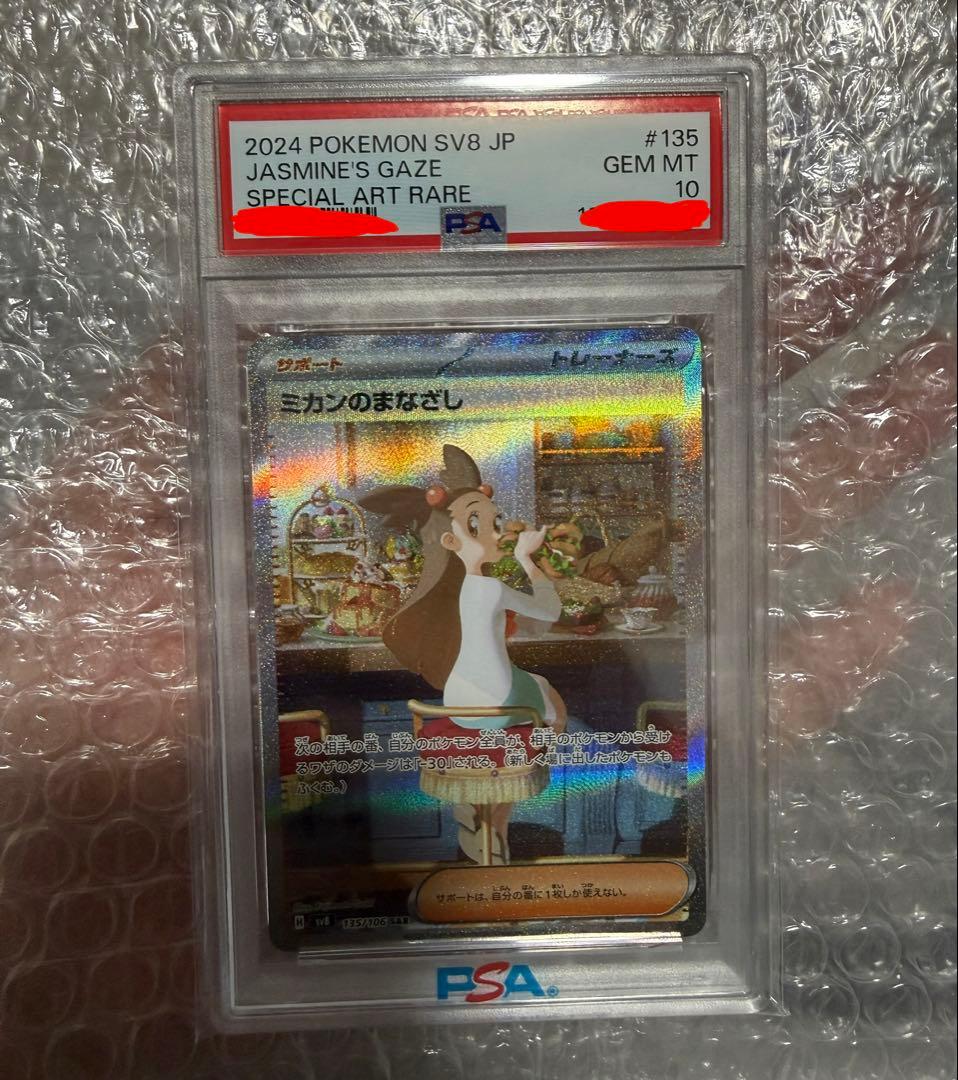 2024 POKEMON SV8 JP #135
JASMINE'S GAZE GEM MT
SPECIAL ART RARE 10
PSA
サポート トレーナーズ
ミカンのまなざし
次の相手の番、自分のポケモン全員が、相手のポケモンから受け
るワザのダメージは「-30」される。(新しく場に出したポケモンも
ふくむ。)
サポートは、自分の番に1枚しか使えない。
H sv8 135/106 SAR
PSA